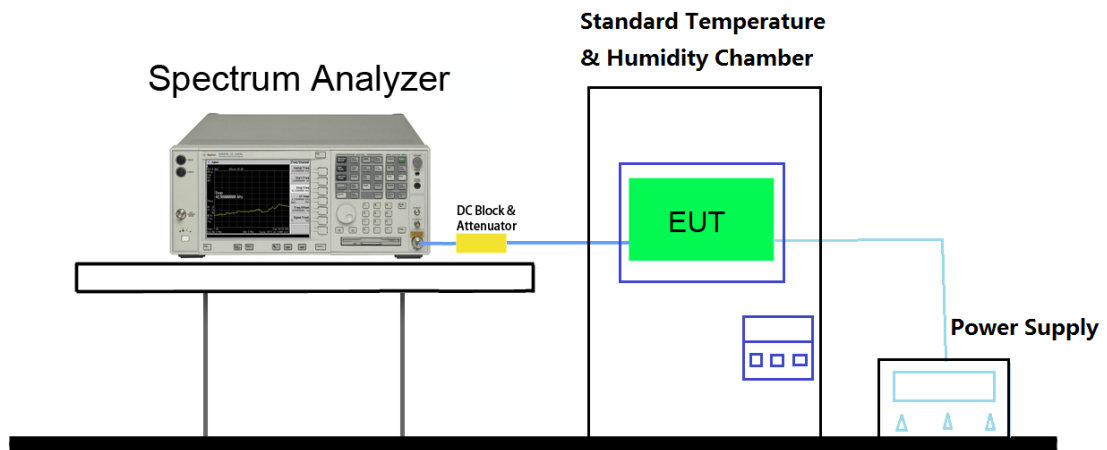 Standard Temperature
& Humidity Chamber
Spectrum Analyzer
DC Block &
Attenuator
EUT
Power Supply